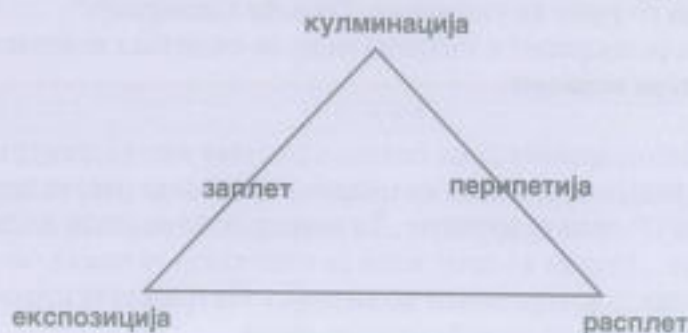 кулминација
заплет
перипетија
експозиција
расплет